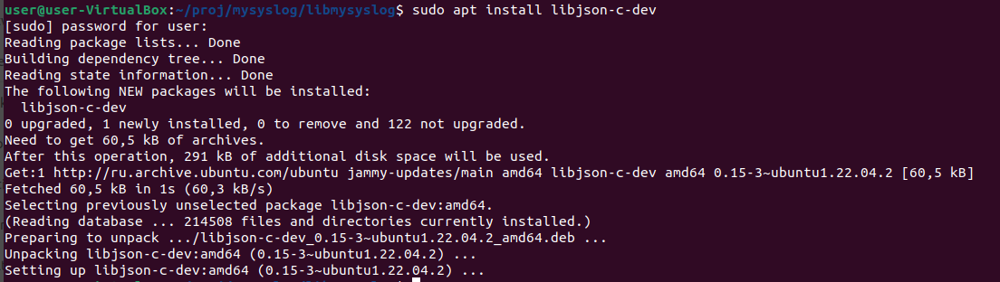 user@user-VirtualBox:~/proj/mysyslog/libmysyslog$ sudo apt install libjson-c-dev
[sudo] password for user:
Reading package lists... Done
Building dependency tree... Done
Reading state information... Done
The following NEW packages will be installed:
  libjson-c-dev
0 upgraded, 1 newly installed, 0 to remove and 122 not upgraded.
Need to get 60,5 kB of archives.
After this operation, 291 kB of additional disk space will be used.
Get:1 http://ru.archive.ubuntu.com/ubuntu jammy-updates/main amd64 libjson-c-dev amd64 0.15-3~ubuntu1.22.04.2 [60,5 kB]
Fetched 60,5 kB in 1s (60,3 kB/s)
Selecting previously unselected package libjson-c-dev:amd64.
(Reading database ... 214508 files and directories currently installed.)
Preparing to unpack .../libjson-c-dev_0.15-3~ubuntu1.22.04.2_amd64.deb ...
Unpacking libjson-c-dev:amd64 (0.15-3~ubuntu1.22.04.2) ...
Setting up libjson-c-dev:amd64 (0.15-3~ubuntu1.22.04.2) ...